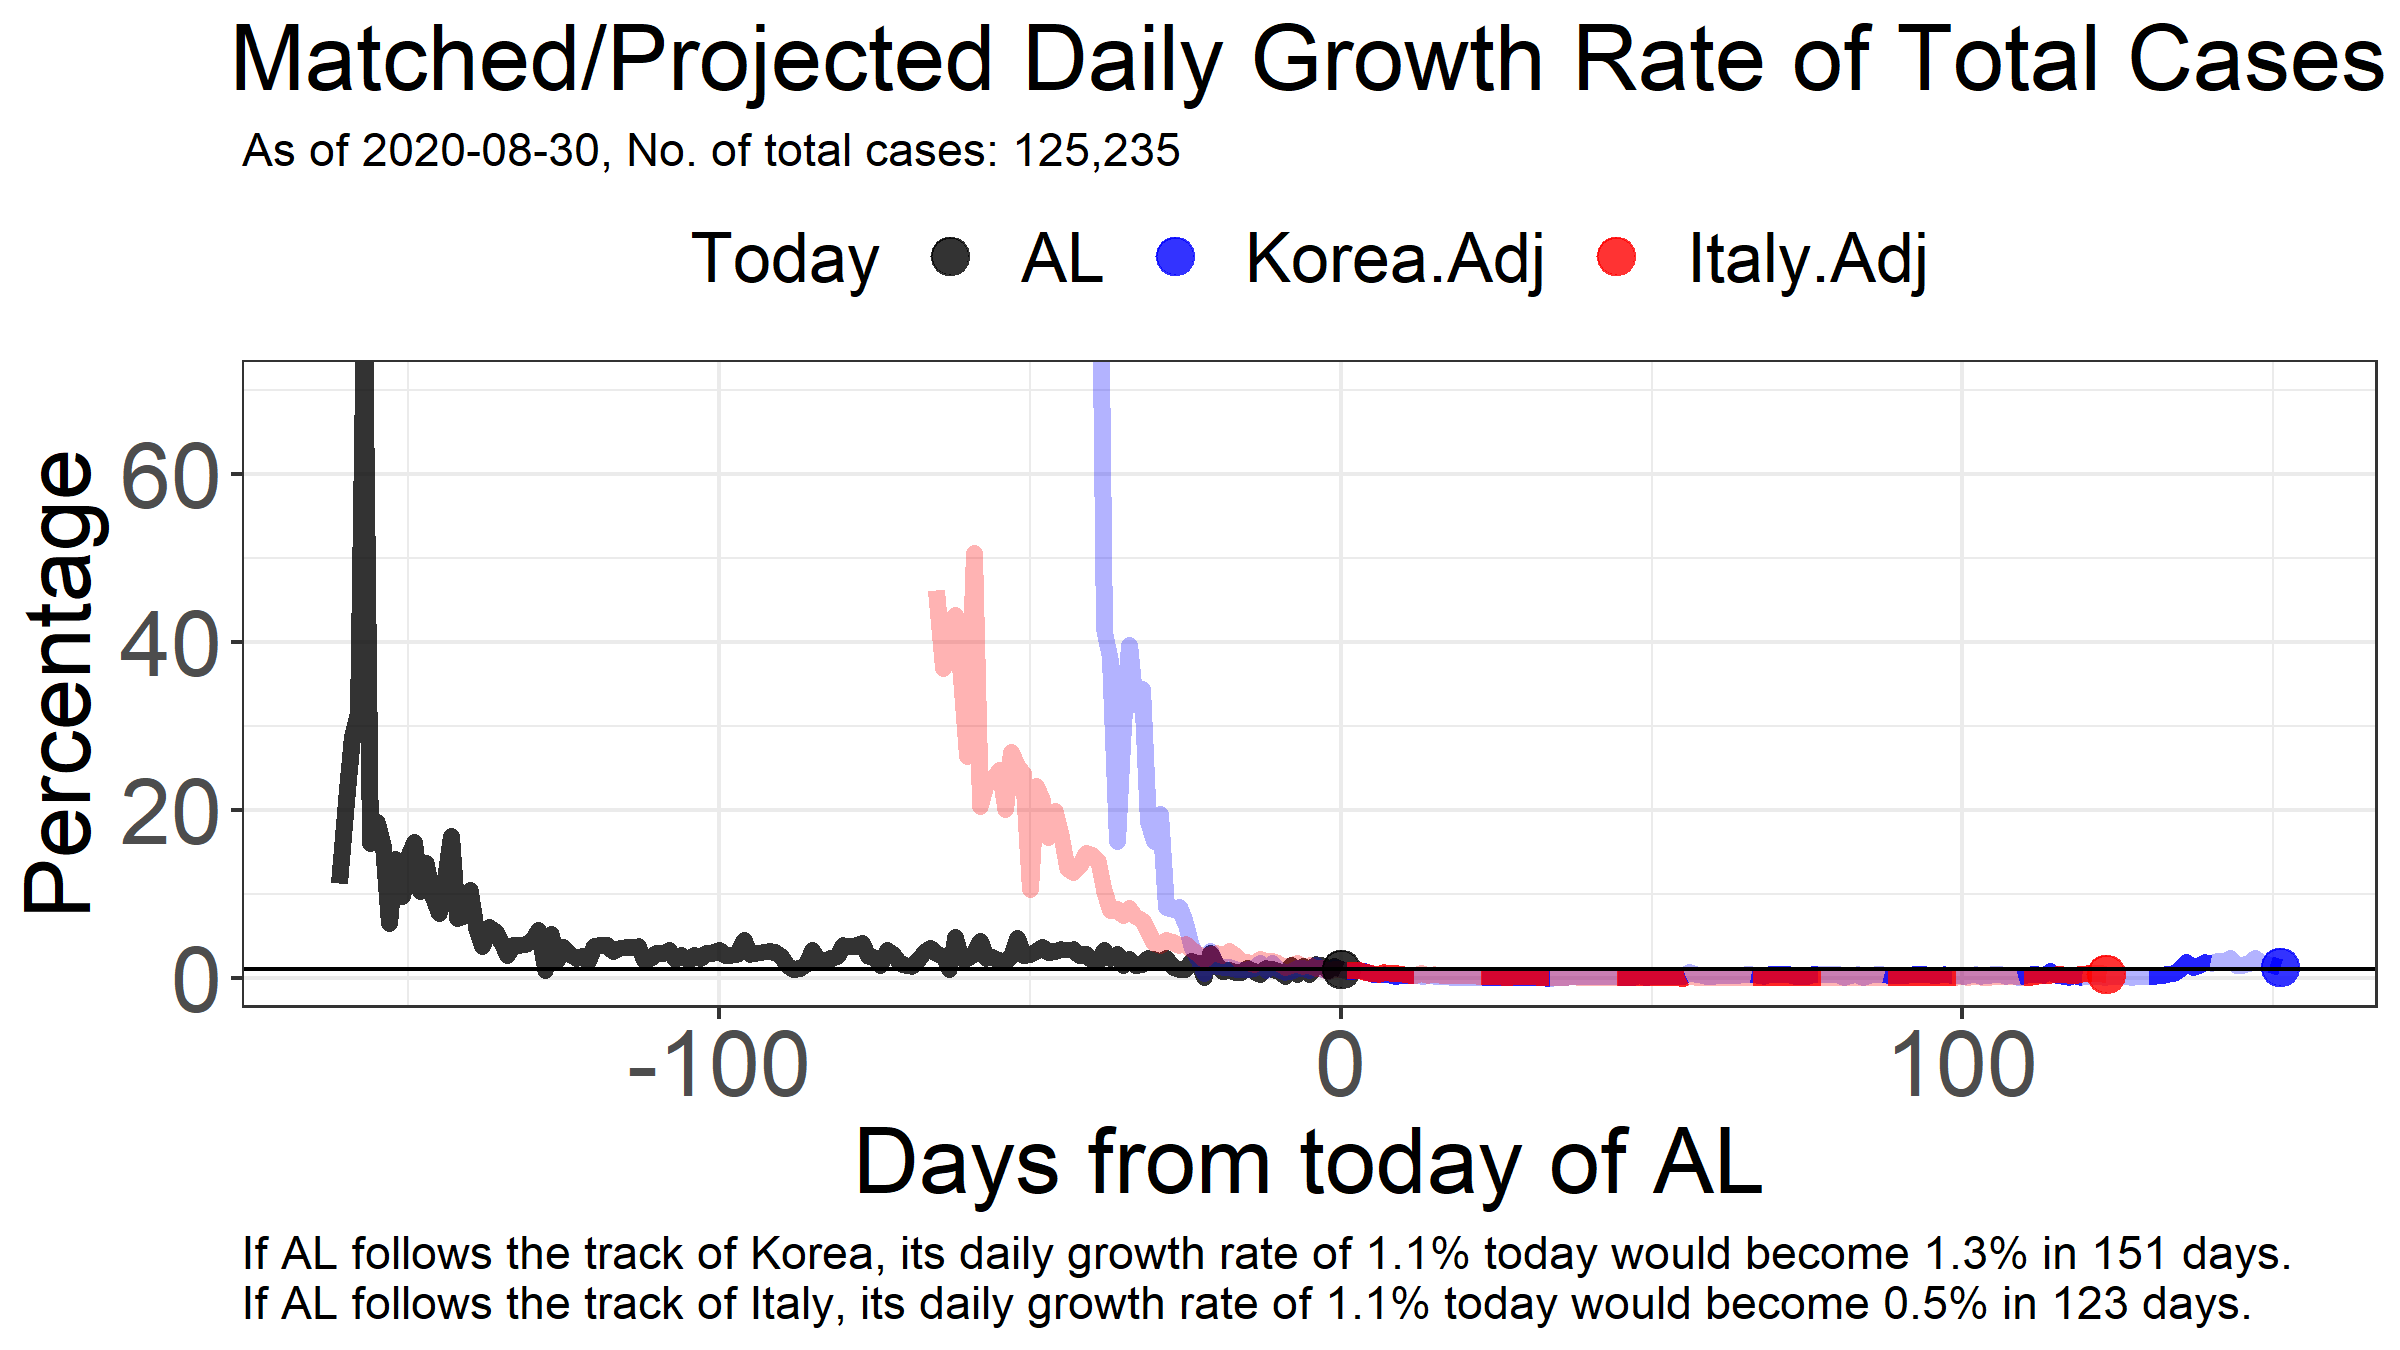 Matched/Projected Daily Growth Rate of Total Cases
As of 2020-08-30, No. of total cases: 125,235
Today AL Korea.Adj Italy.Adj
Percentage
60
40
20
0
-100 0 100
Days from today of AL
If AL follows the track of Korea, its daily growth rate of 1.1% today would become 1.3% in 151 days.
If AL follows the track of Italy, its daily growth rate of 1.1% today would become 0.5% in 123 days.